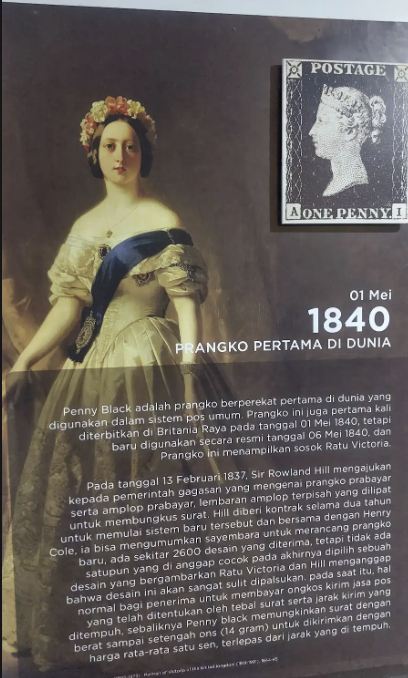 POSTAGE
A ONE PENNY I
01 Mei
1840
PRANGKO PERTAMA DI DUNIA
Penny Black adalah prangko berperekat pertama di dunia yang
digunakan dalam sistem pos umum. Prangko ini juga pertama kali
diterbitkan di Britania Raya pada tanggal 01 Mei 1840, tetapi
baru digunakan secara resmi tanggal 06 Mei 1840, dan
Prangko ini menampilkan sosok Ratu Victoria.
Pada tanggal 13 Februari 1837, Sir Rowland Hill mengajukan
kepada pemerintah gagasan yang mengenai prangko prabayar
serta amplop prabayar, lembaran amplop terpisah yang dilipat
untuk membungkus surat. Hill diberi kontrak selama dua tahun
untuk memulai sistem baru tersebut dan bersama dengan Henry
Cole, ia bisa mengumumkan sayembara untuk merancang prangko
baru, ada sekitar 2600 desain yang diterima, tetapi tidak ada
satupun yang di anggap cocok pada akhirnya dipilih sebuah
desain yang bergambarkan Ratu Victoria dan Hill menganggap
bahwa desain ini akan sangat sulit dipalsukan. pada saat itu, hal
normal bagi penerima untuk membayar ongkos kirim jasa pos
yang telah ditentukan oleh tebal surat serta jarak kirim yang
ditempuh, sebaliknya Penny black memungkinkan surat dengan
berat sampai setengah ons (14 gram) untuk dikirimkan dengan
harga rata-rata satu sen, terlepas dari jarak yang di tempuh.